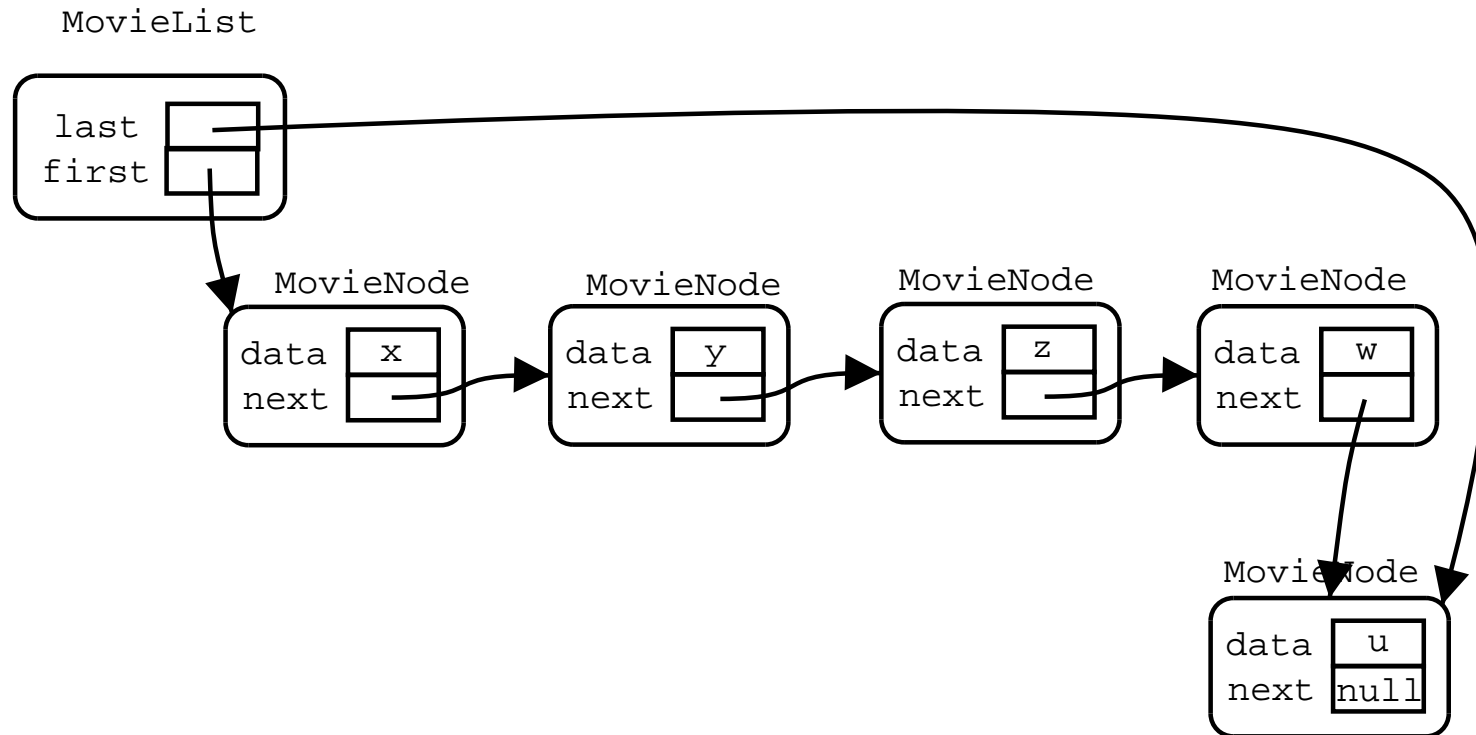 MovieList
last
first
MovieNode
data x
next
MovieNode
data y
next
MovieNode
data z
next
MovieNode
data w
next
MovieNode
data u
next null